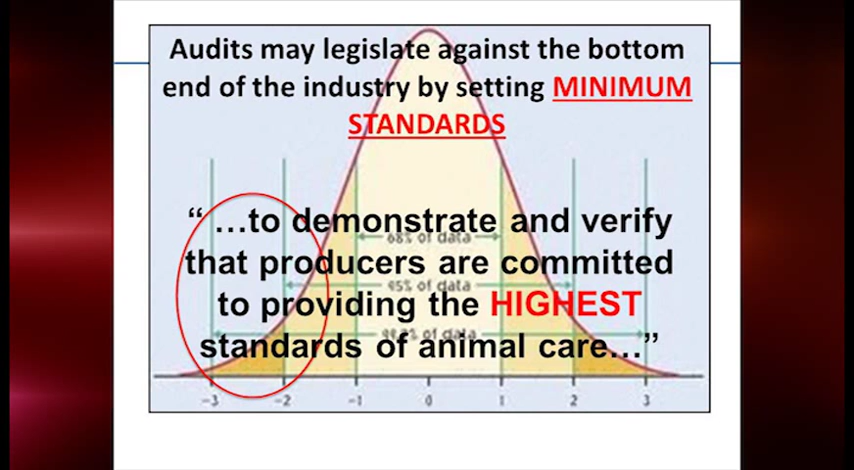 Audits may legislate against the bottom
end of the industry by setting MINIMUM
STANDARDS
“ …to demonstrate and verify
68% of data
that producers are committed
95% of data
to providing the HIGHEST
% of data
standards of animal care…”
-3 -2 -1 0 1 2 3